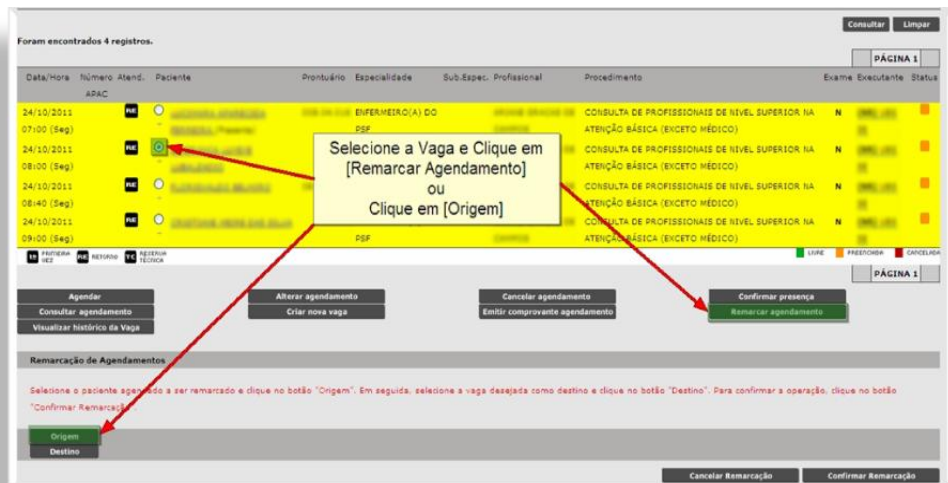 Consultar Limpar
Foram encontrados 4 registros.
PÁGINA 1
Data/Hora Número APAC Atend. Paciente Prontuário Especialidade Sub.Espec. Profissional Procedimento Exame Executante Status
24/10/2011 RE ENFERMEIRO(A) DO CONSULTA DE PROFISSIONAIS DE NIVEL SUPERIOR NA N
07:00 (Seg) PSF ATENÇÃO BÁSICA (EXCETO MÉDICO)
24/10/2011 RE CONSULTA DE PROFISSIONAIS DE NIVEL SUPERIOR NA N
08:00 (Seg) ATENÇÃO BÁSICA (EXCETO MÉDICO)
24/10/2011 RE CONSULTA DE PROFISSIONAIS DE NIVEL SUPERIOR NA N
08:40 (Seg) ATENÇÃO BÁSICA (EXCETO MÉDICO)
24/10/2011 RE CONSULTA DE PROFISSIONAIS DE NIVEL SUPERIOR NA N
09:00 (Seg) PSF ATENÇÃO BÁSICA (EXCETO MÉDICO)
Selecione a Vaga e Clique em
[Remarcar Agendamento]
ou
Clique em [Origem]
PRIMEIRA VEZ RE RETORNO TC RESERVA TÉCNICA LIVRE PREENCHIDA CANCELADA
PÁGINA 1
Agendar Alterar agendamento Cancelar agendamento Confirmar presença
Consultar agendamento Criar nova vaga Emitir comprovante agendamento Remarcar agendamento
Visualizar histórico da Vaga
Remarcação de Agendamentos
Selecione o paciente agendado a ser remarcado e clique no botão "Origem". Em seguida, selecione a vaga desejada como destino e clique no botão "Destino". Para confirmar a operação, clique no botão
"Confirmar Remarcação".
Origem
Destino
Cancelar Remarcação Confirmar Remarcação